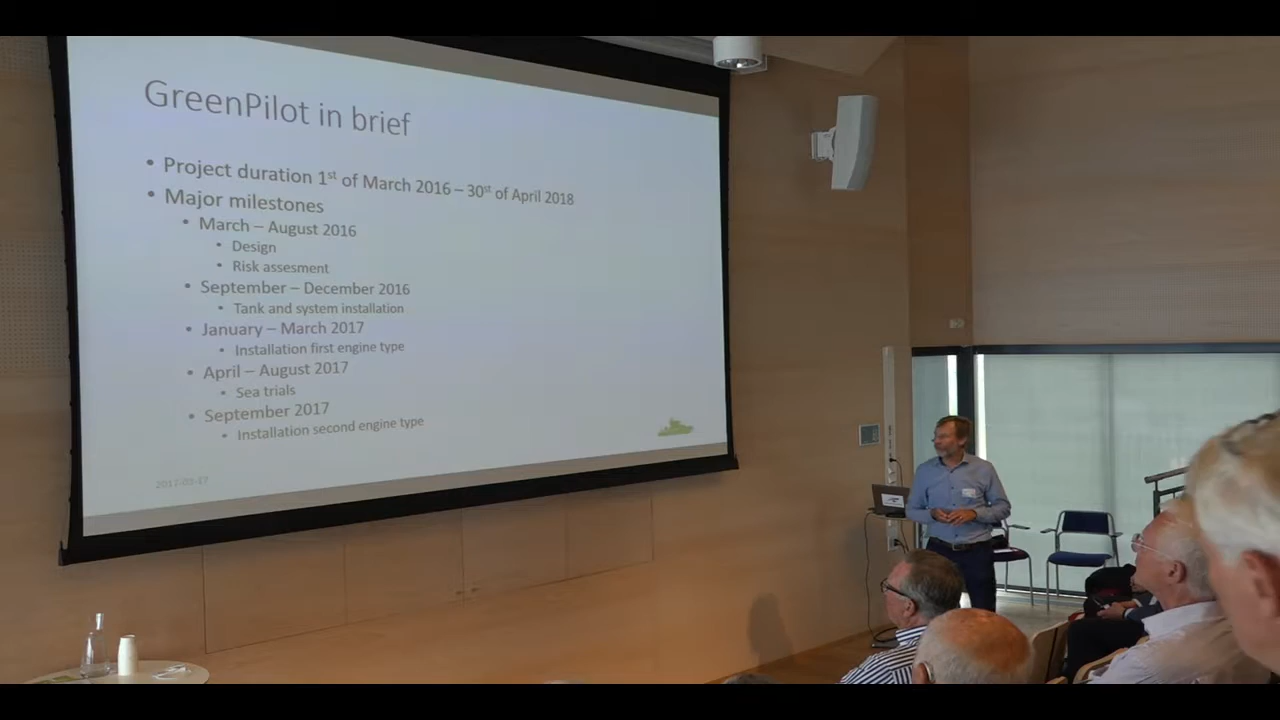 GreenPilot in brief
• Project duration 1st of March 2016 – 30st of April 2018
• Major milestones
• March – August 2016
• Design
• Risk assesment
• September – December 2016
• Tank and system installation
• January – March 2017
• Installation first engine type
• April – August 2017
• Sea trials
• September 2017
• Installation second engine type